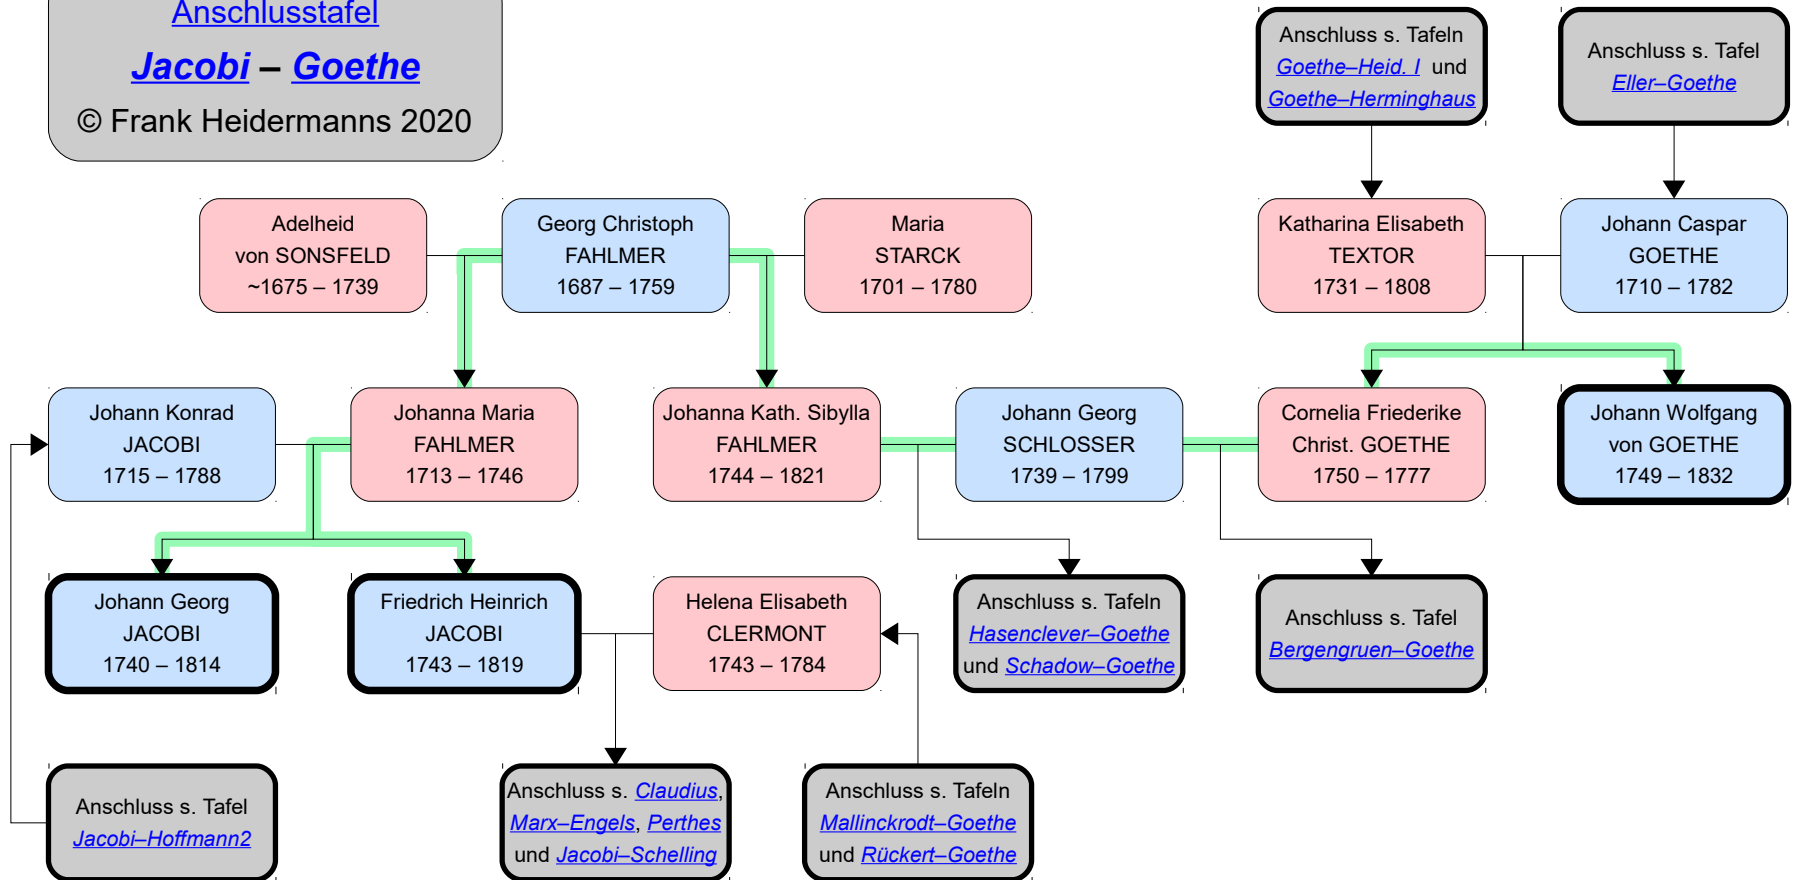 Anschlusstafel
Jacobi – Goethe
© Frank Heidermanns 2020
Anschluss s. Tafeln
Goethe–Heid. I und
Goethe–Herminghaus
Anschluss s. Tafel
Eller–Goethe
Adelheid
von SONSFELD
~1675 – 1739
Georg Christoph
FAHLMER
1687 – 1759
Maria
STARCK
1701 – 1780
Katharina Elisabeth
TEXTOR
1731 – 1808
Johann Caspar
GOETHE
1710 – 1782
Johann Konrad
JACOBI
1715 – 1788
Johanna Maria
FAHLMER
1713 – 1746
Johanna Kath. Sibylla
FAHLMER
1744 – 1821
Johann Georg
SCHLOSSER
1739 – 1799
Cornelia Friederike
Christ. GOETHE
1750 – 1777
Johann Wolfgang
von GOETHE
1749 – 1832
Johann Georg
JACOBI
1740 – 1814
Friedrich Heinrich
JACOBI
1743 – 1819
Helena Elisabeth
CLERMONT
1743 – 1784
Anschluss s. Tafeln
Hasenclever–Goethe
und Schadow–Goethe
Anschluss s. Tafel
Bergengruen–Goethe
Anschluss s. Tafel
Jacobi–Hoffmann2
Anschluss s. Claudius,
Marx–Engels, Perthes
und Jacobi–Schelling
Anschluss s. Tafeln
Mallinckrodt–Goethe
und Rückert–Goethe